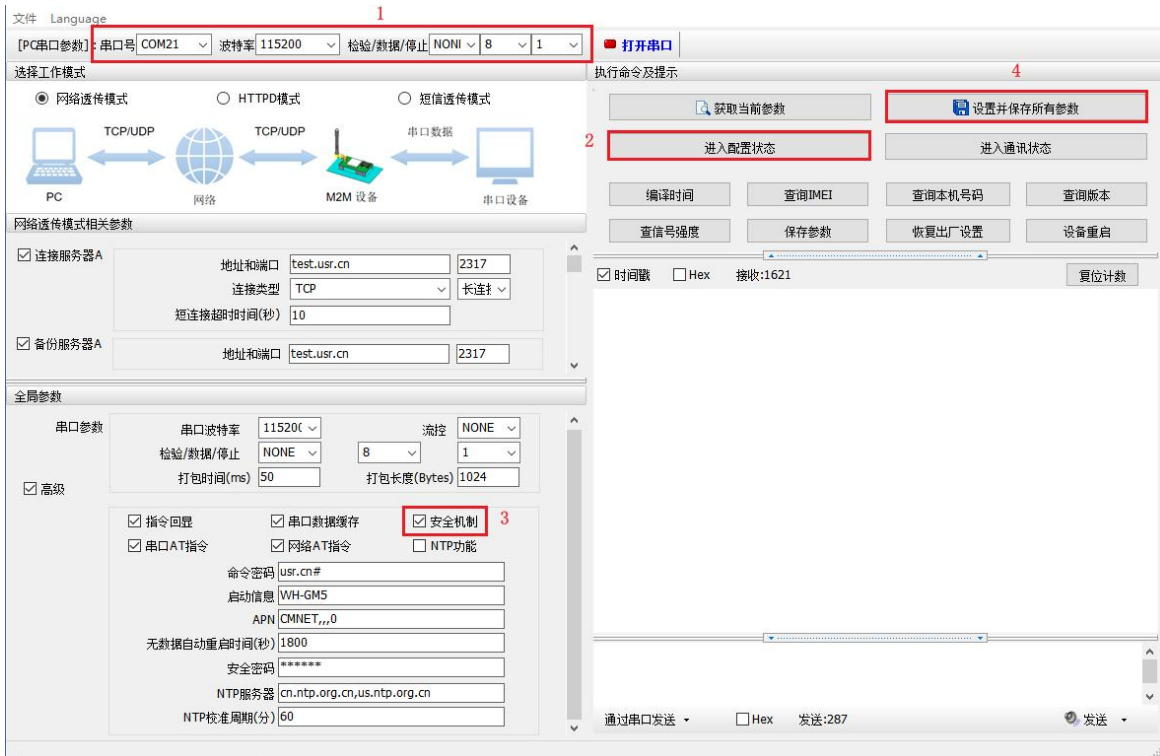 文件 Language
1
[PC串口参数]:串口号 COM21 波特率 115200 检验/数据/停止 NONI 8 1 打开串口
选择工作模式
网络透传模式 HTTPD模式 短信透传模式
TCP/UDP TCP/UDP 串口数据
PC 网络 M2M 设备 串口设备
网络透传模式相关参数
连接服务器A
地址和端口 test.usr.cn 2317
连接类型 TCP
短连接超时时间(秒) 10
备份服务器A
地址和端口 test.usr.cn 2317
全局参数
串口参数
串口波特率 11520( 流控 NONE
检验/数据/停止 NONE 8 1
打包时间(ms) 50 打包长度(Bytes) 1024
高级
指令回显 串口数据缓存 安全机制 3
串口AT指令 网络AT指令 NTP功能
命令密码 usr.cn#
启动信息 WH-GM5
APN CMNET,,,0
无数据自动重启时间(秒) 1800
安全密码 ******
NTP服务器 cn.ntp.org.cn,us.ntp.org.cn
NTP校准周期(分) 60
执行命令及提示
4
获取当前参数 设置并保存所有参数
2 进入配置状态 进入通讯状态
编译时间 查询IMEI 查询本机号码 查询版本
查信号强度 保存参数 恢复出厂设置 设备重启
时间戳 Hex 接收:1621 复位计数
通过串口发送 Hex 发送:287 发送